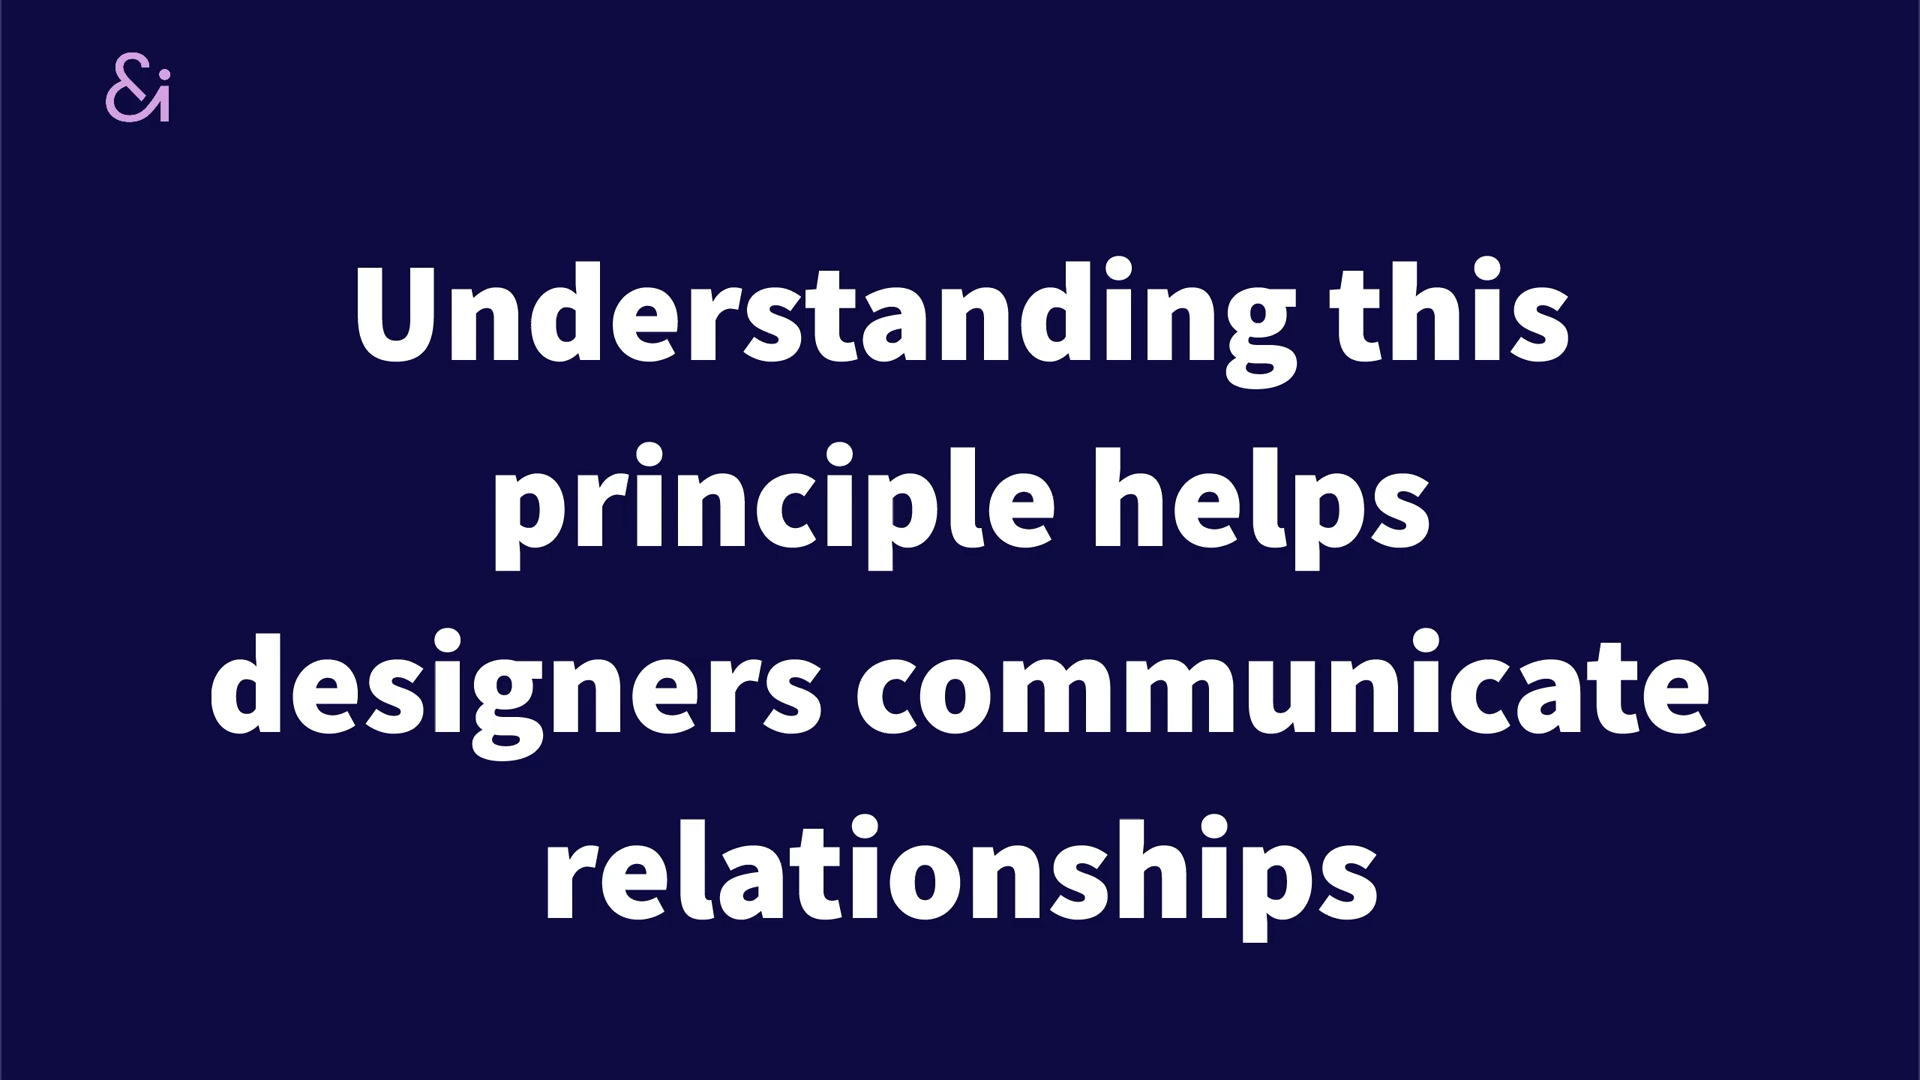 &i
Understanding this
principle helps
designers communicate
relationships